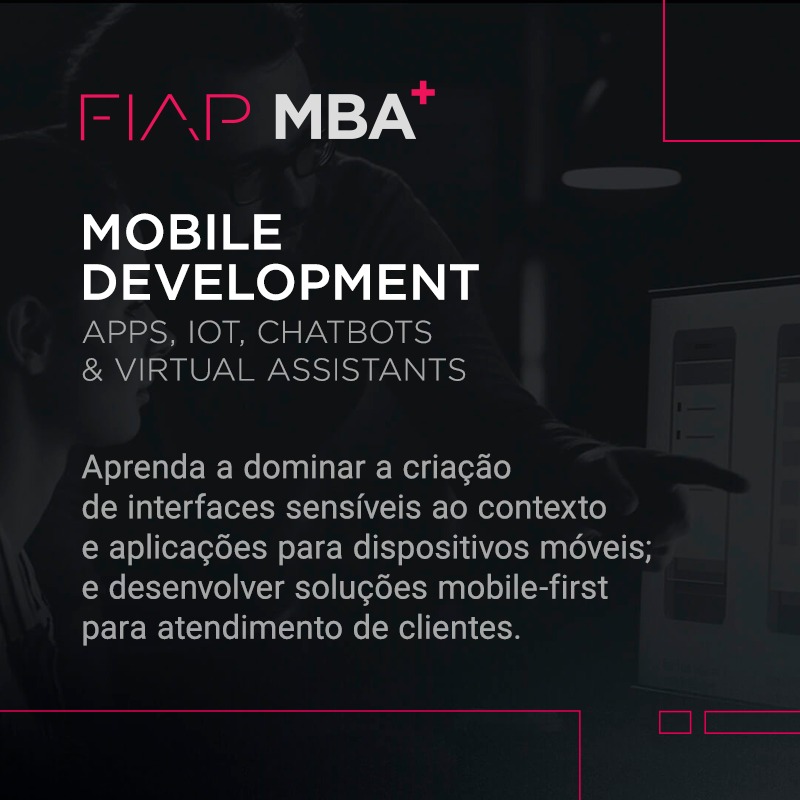 FIAP MBA+
MOBILE
DEVELOPMENT
APPS, IOT, CHATBOTS
& VIRTUAL ASSISTANTS
Aprenda a dominar a criação
de interfaces sensíveis ao contexto
e aplicações para dispositivos móveis;
e desenvolver soluções mobile-first
para atendimento de clientes.